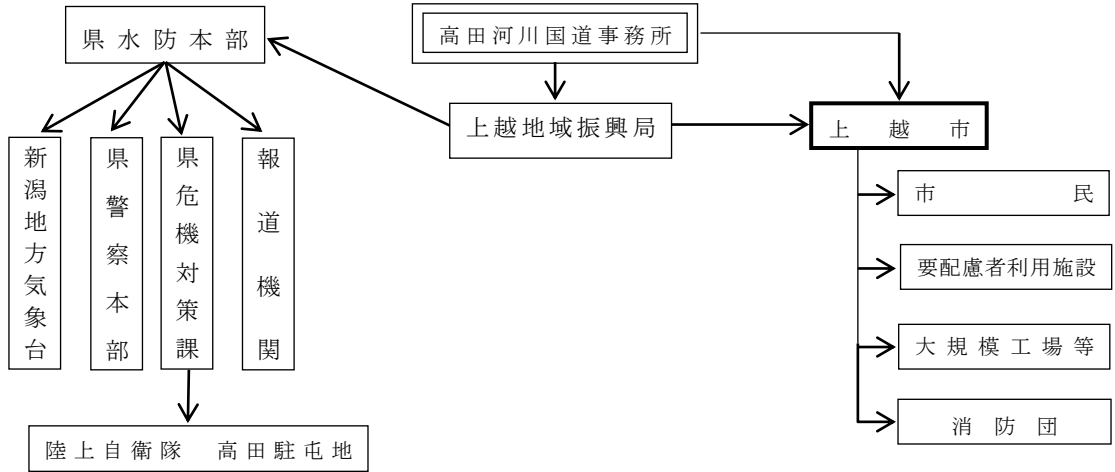 県水防本部
高田河川国道事務所
上越地域振興局
上越市
新潟地方気象台
県警察本部
県危機対策課
報道機関
市民
要配慮者利用施設
大規模工場等
消防団
陸上自衛隊　高田駐屯地